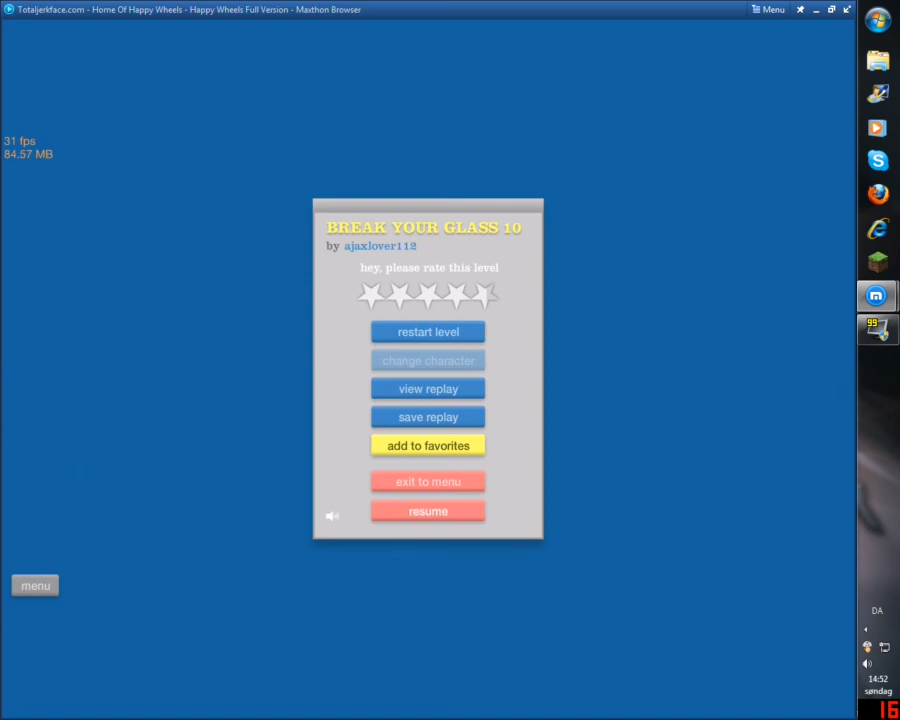 Totaljerkface.com - Home Of Happy Wheels - Happy Wheels Full Version - Maxthon Browser
Menu
31 fps
84.57 MB
BREAK YOUR GLASS 10
by ajaxlover112
hey, please rate this level
restart level
change character
view replay
save replay
add to favorites
exit to menu
resume
menu
S
99
DA
14:52
søndag
16